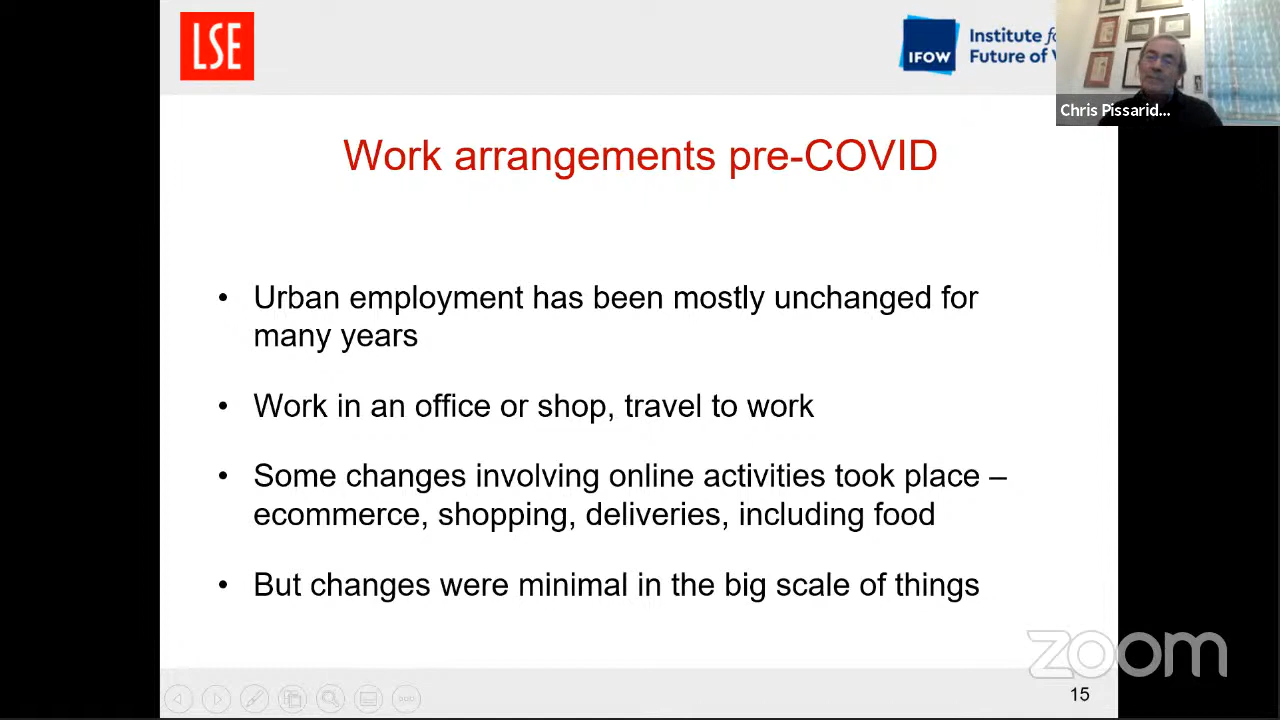 LSE
IFOW
Institute for
Future of
Chris Pissarid...
Work arrangements pre-COVID
• Urban employment has been mostly unchanged for
many years
• Work in an office or shop, travel to work
• Some changes involving online activities took place –
ecommerce, shopping, deliveries, including food
• But changes were minimal in the big scale of things
zoom
15